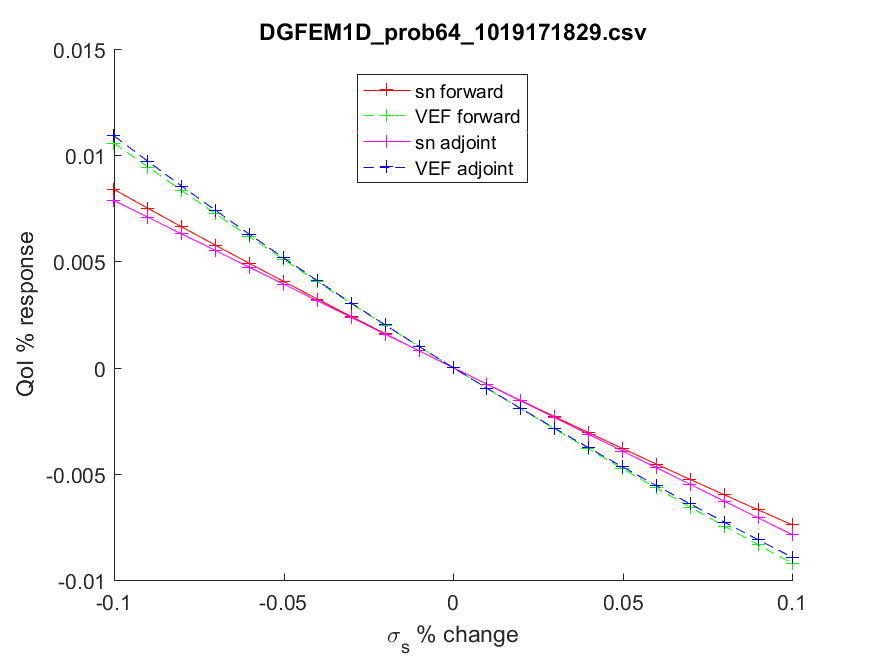 DGFEM1D_prob64_1019171829.csv
sn forward
VEF forward
sn adjoint
VEF adjoint
0.015
0.01
0.005
0
-0.005
-0.01
QoI % response
-0.1
-0.05
0
0.05
0.1
σs % change